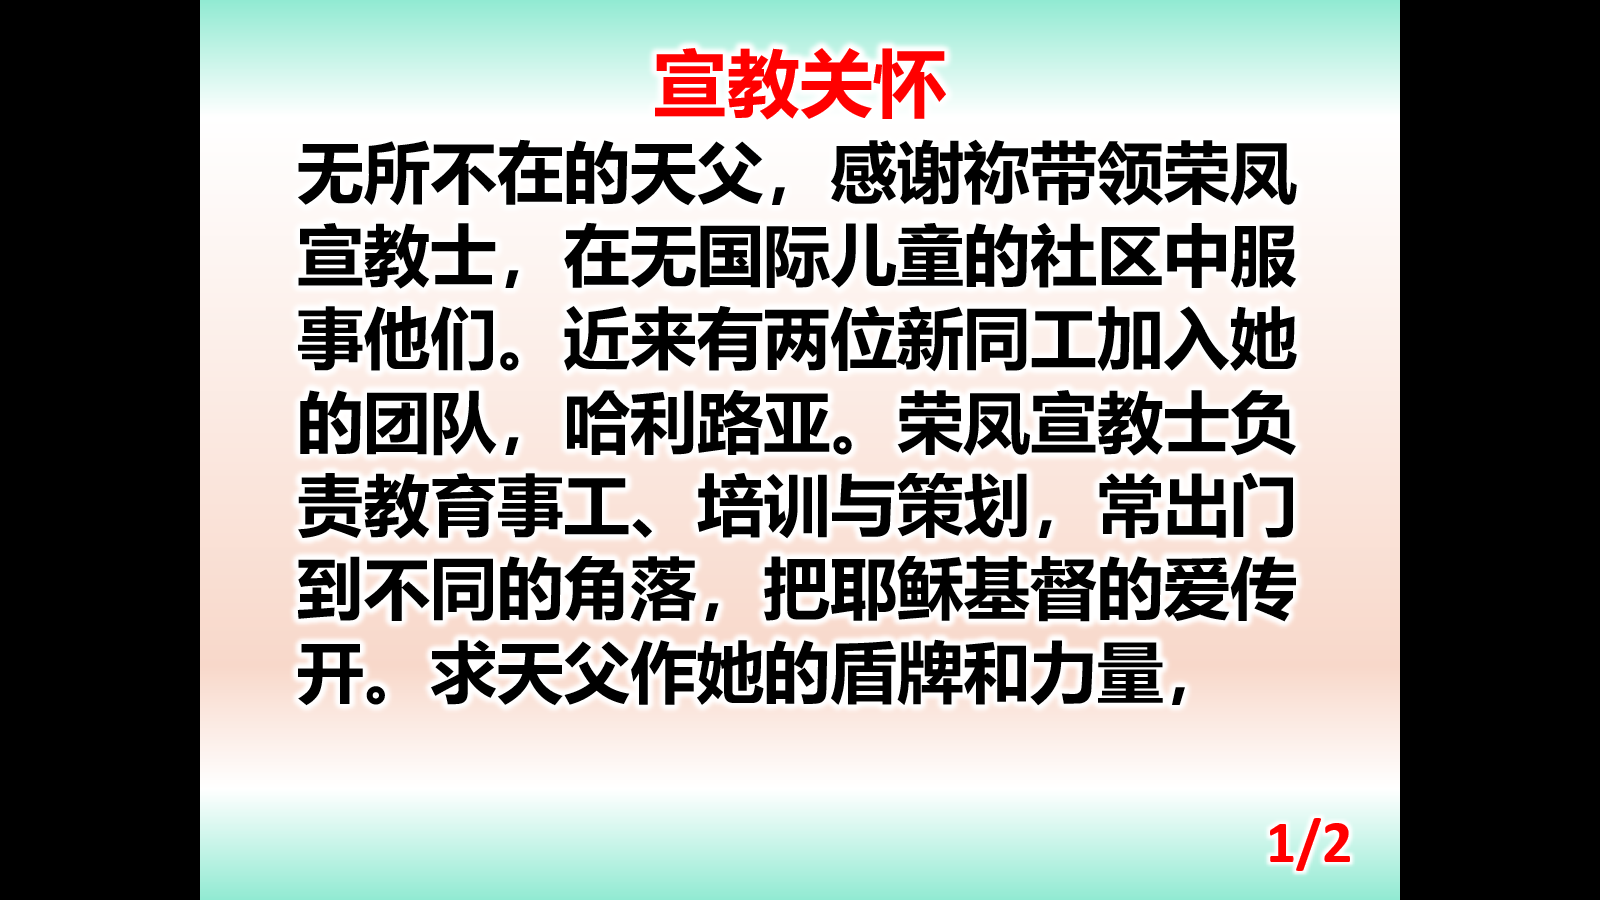 宣教关怀
无所不在的天父，感谢祢带领荣凤
宣教士，在无国际儿童的社区中服
事他们。近来有两位新同工加入她
的团队，哈利路亚。荣凤宣教士负
责教育事工、培训与策划，常出门
到不同的角落，把耶稣基督的爱传
开。求天父作她的盾牌和力量，
1/2